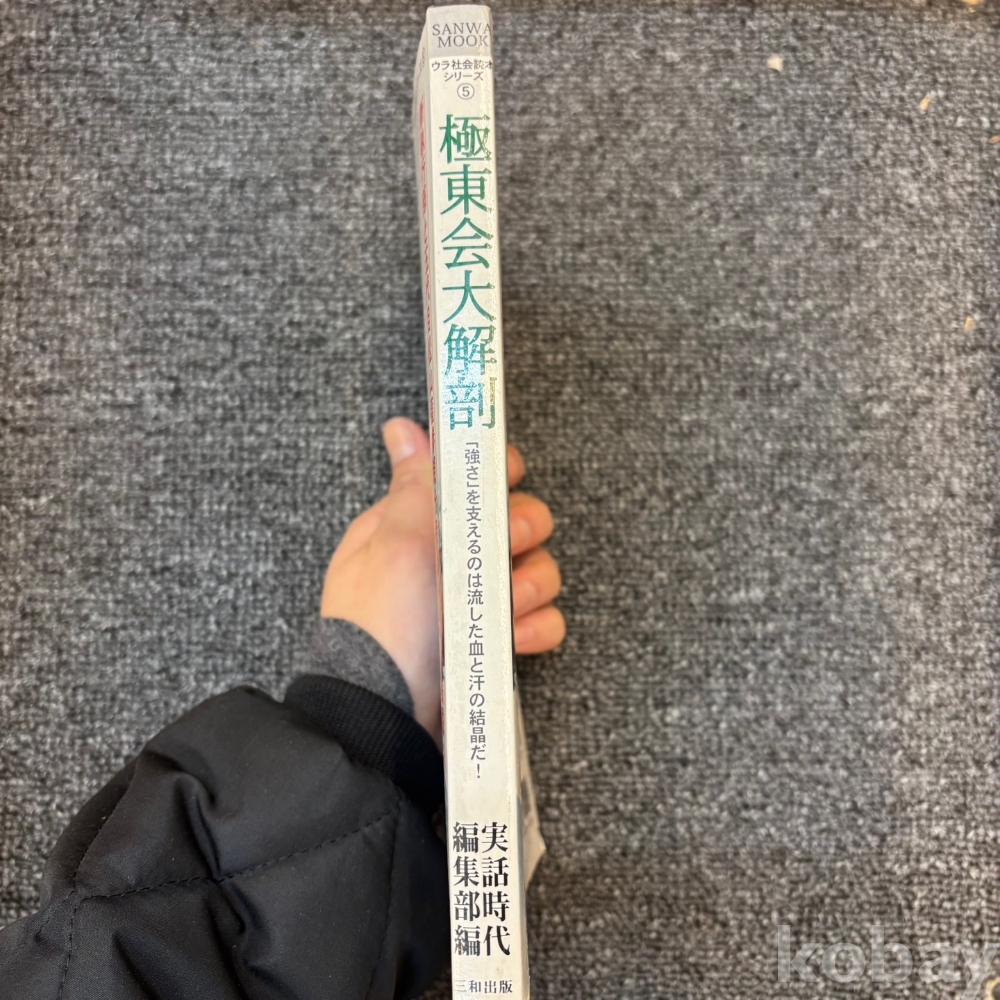 SANWA
MOOK
ウラ社会読本
シリーズ
⑤
極東会大解剖
「強さ」を支えるのは流した血と汗の結晶だ！
実話時代
編集部編
三和出版
kobay